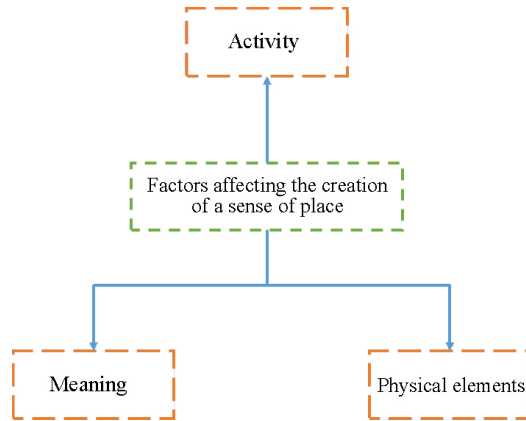 Activity
Factors affecting the creation
of a sense of place
Meaning
Physical elements